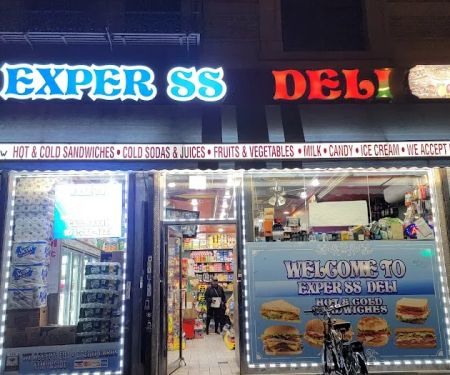 EXPER SS DELI
HOT & COLD SANDWICHES • COLD SODAS & JUICES • FRUITS & VEGETABLES • MILK • CANDY • ICE CREAM • WE ACCEPT
WELCOME TO
EXPER SS DELI
HOT & COLD
SANDWICHES